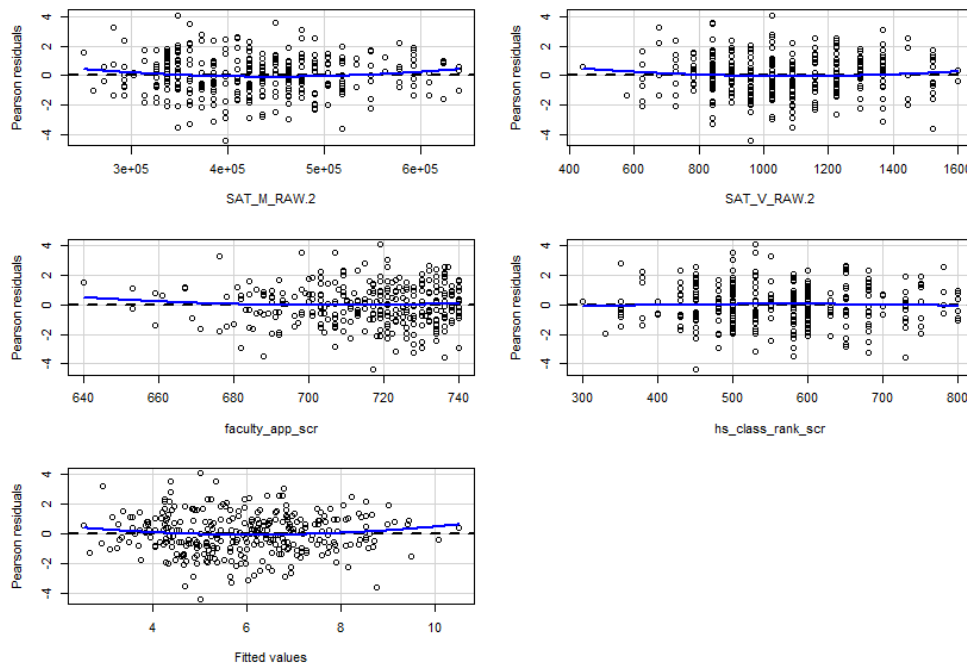 Pearson residuals
4
2
0
-2
-4
3e+05 4e+05 5e+05 6e+05
SAT_M_RAW.2
Pearson residuals
4
2
0
-2
-4
400 600 800 1000 1200 1400 1600
SAT_V_RAW.2
Pearson residuals
4
2
0
-2
-4
640 660 680 700 720 740
faculty_app_scr
Pearson residuals
4
2
0
-2
-4
300 400 500 600 700 800
hs_class_rank_scr
Pearson residuals
4
2
0
-2
-4
4 6 8 10
Fitted values